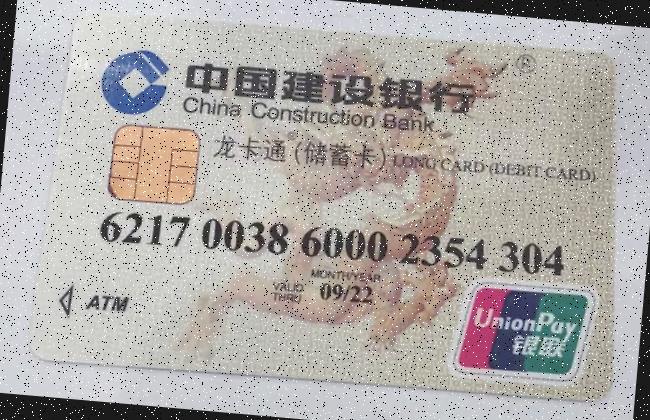 中国建设银行 ®
China Construction Bank
龙卡通(储蓄卡) LONG CARD (DEBIT CARD)
6217 0038 6000 2354 304
MONTH/YEAR
VALID THRU 09/22
ATM
UnionPay
银联